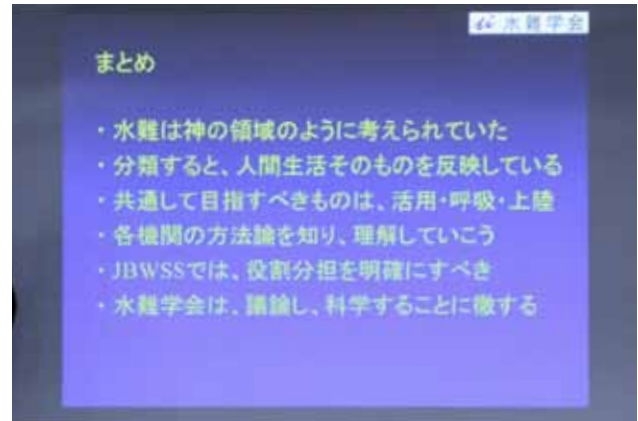 水難学会
まとめ
・水難は神の領域のように考えられていた
・分類すると、人間生活そのものを反映している
・共通して目指すべきものは、活用・呼吸・上陸
・各機関の方法論を知り、理解していこう
・JBWSSでは、役割分担を明確にすべき
・水難学会は、議論し、科学することに徹する